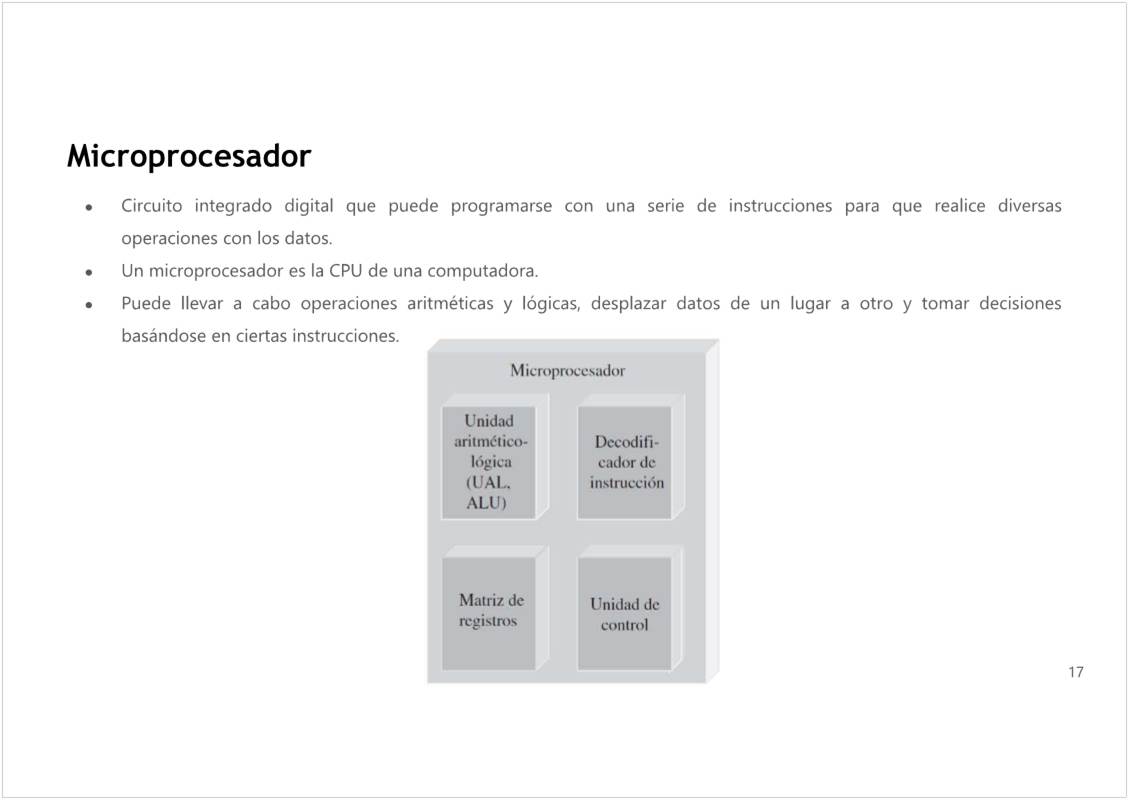 Microprocesador
● Circuito integrado digital que puede programarse con una serie de instrucciones para que realice diversas
operaciones con los datos.
● Un microprocesador es la CPU de una computadora.
● Puede llevar a cabo operaciones aritméticas y lógicas, desplazar datos de un lugar a otro y tomar decisiones
basándose en ciertas instrucciones.
Microprocesador
Unidad
aritmético-
lógica
(UAL,
ALU)
Decodifi-
cador de
instrucción
Matriz de
registros
Unidad de
control
17